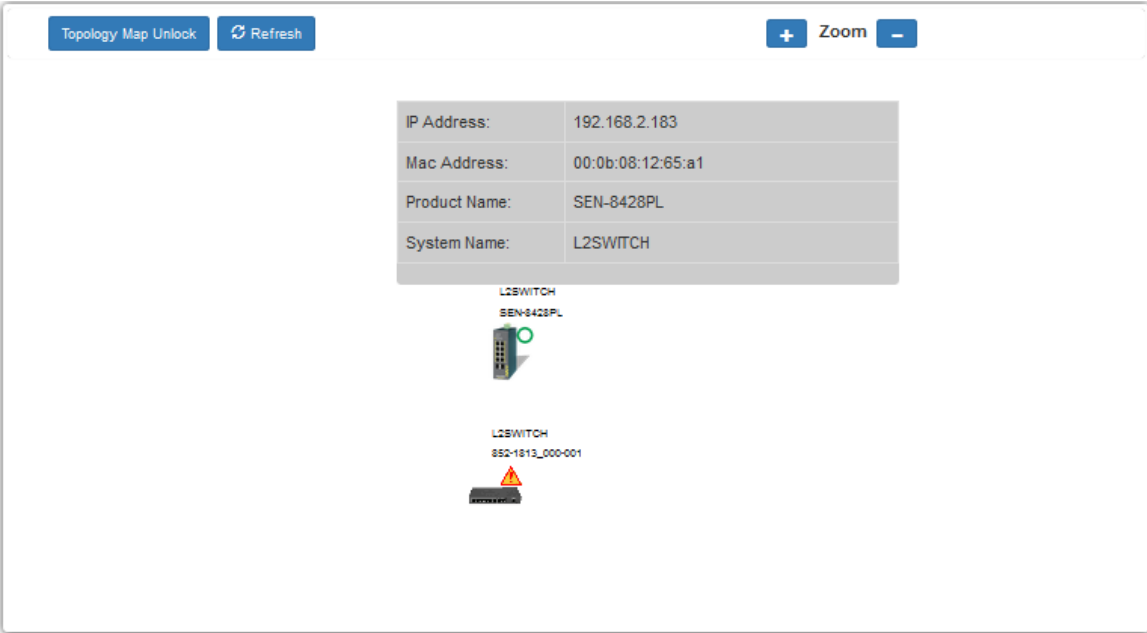 Topology Map Unlock Refresh Zoom
IP Address: 192.168.2.183
Mac Address: 00:0b:08:12:65:a1
Product Name: SEN-8428PL
System Name: L2SWITCH
L2SWITCH
SEN-8428PL
L2SWITCH
852-1813_000-001